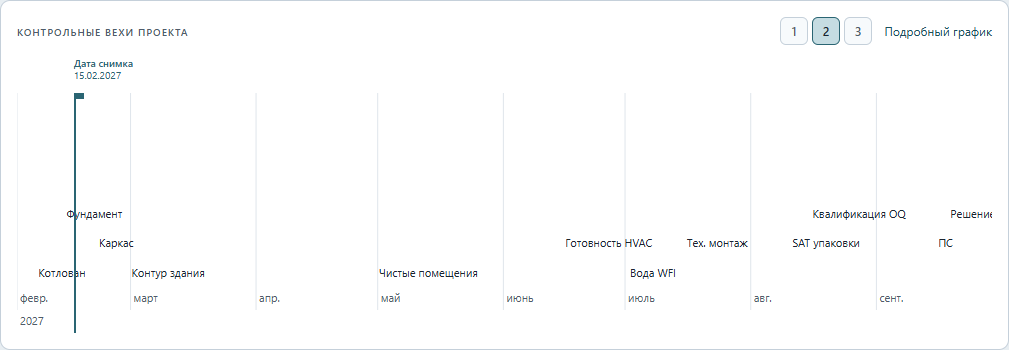 КОНТРОЛЬНЫЕ ВЕХИ ПРОЕКТА
1 2 3 Подробный график
Дата снимка
15.02.2027
Фундамент Квалификация OQ Решение
Каркас Готовность HVAC Тех. монтаж SAT упаковки ПС
Котлован Контур здания Чистые помещения Вода WFI
февр. март апр. май июнь июль авг. сент.
2027